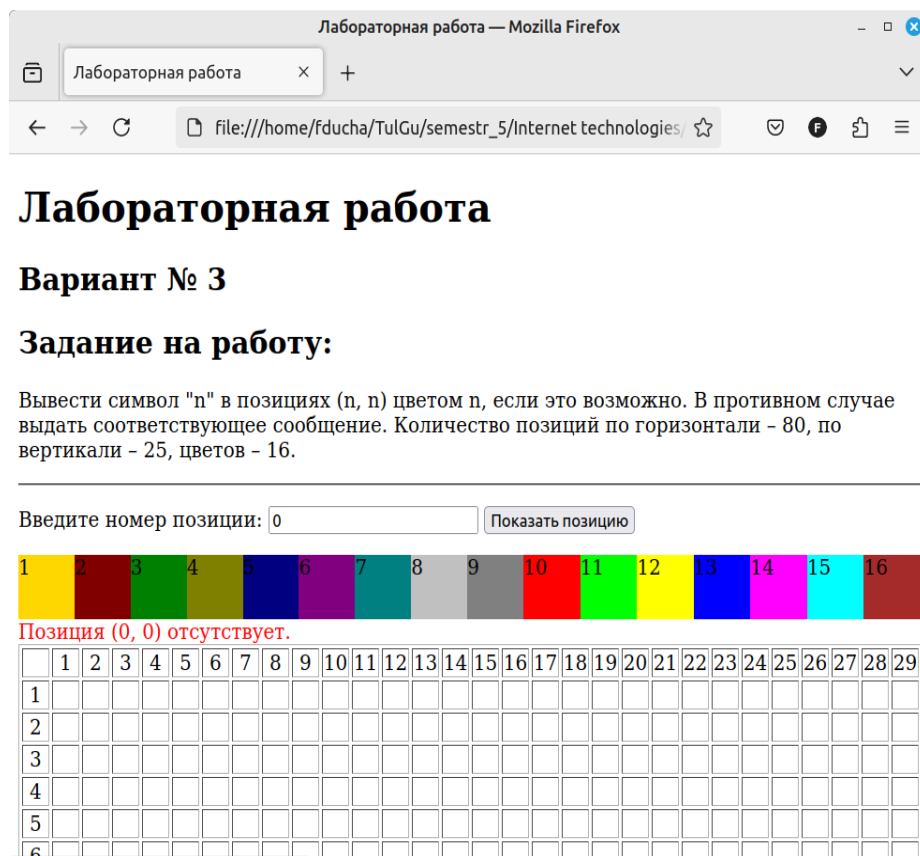 Лабораторная работа — Mozilla Firefox
Лабораторная работа
file:///home/fducha/TulGu/semestr_5/Internet technologies/
F
Лабораторная работа
Вариант № 3
Задание на работу:
Вывести символ "n" в позициях (n, n) цветом n, если это возможно. В противном случае
выдать соответствующее сообщение. Количество позиций по горизонтали – 80, по
вертикали – 25, цветов – 16.
Введите номер позиции: 0 Показать позицию
1 2 3 4 5 6 7 8 9 10 11 12 13 14 15 16
Позиция (0, 0) отсутствует.
1 2 3 4 5 6 7 8 9 10 11 12 13 14 15 16 17 18 19 20 21 22 23 24 25 26 27 28 29
1
2
3
4
5
6